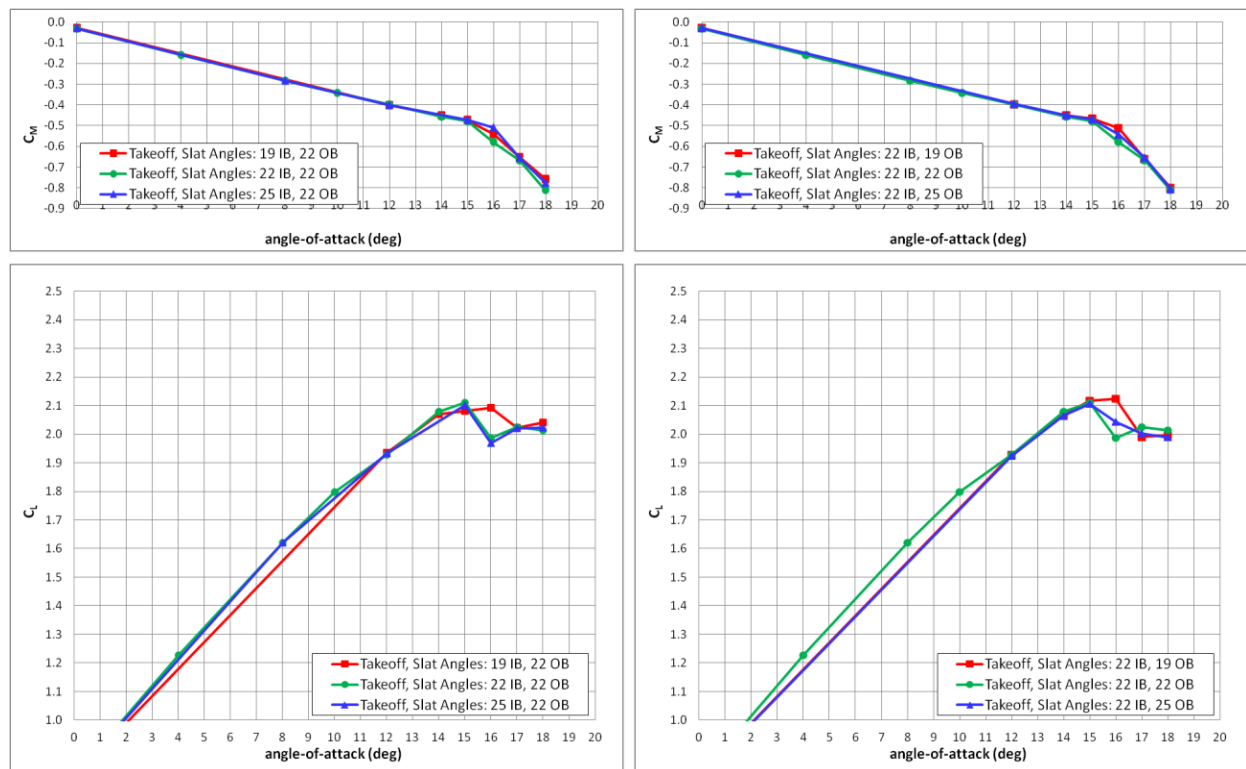 0.0
-0.1
-0.2
-0.3
-0.4
-0.5
-0.6
-0.7
-0.8
-0.9
C_M
Takeoff, Slat Angles: 19 IB, 22 OB
Takeoff, Slat Angles: 22 IB, 22 OB
Takeoff, Slat Angles: 25 IB, 22 OB
0 1 2 3 4 5 6 7 8 9 10 11 12 13 14 15 16 17 18 19 20
angle-of-attack (deg)
0.0
-0.1
-0.2
-0.3
-0.4
-0.5
-0.6
-0.7
-0.8
-0.9
C_M
Takeoff, Slat Angles: 22 IB, 19 OB
Takeoff, Slat Angles: 22 IB, 22 OB
Takeoff, Slat Angles: 22 IB, 25 OB
0 1 2 3 4 5 6 7 8 9 10 11 12 13 14 15 16 17 18 19 20
angle-of-attack (deg)
2.5
2.4
2.3
2.2
2.1
2.0
1.9
1.8
1.7
1.6
1.5
1.4
1.3
1.2
1.1
1.0
C_L
Takeoff, Slat Angles: 19 IB, 22 OB
Takeoff, Slat Angles: 22 IB, 22 OB
Takeoff, Slat Angles: 25 IB, 22 OB
0 1 2 3 4 5 6 7 8 9 10 11 12 13 14 15 16 17 18 19 20
angle-of-attack (deg)
2.5
2.4
2.3
2.2
2.1
2.0
1.9
1.8
1.7
1.6
1.5
1.4
1.3
1.2
1.1
1.0
C_L
Takeoff, Slat Angles: 22 IB, 19 OB
Takeoff, Slat Angles: 22 IB, 22 OB
Takeoff, Slat Angles: 22 IB, 25 OB
0 1 2 3 4 5 6 7 8 9 10 11 12 13 14 15 16 17 18 19 20
angle-of-attack (deg)